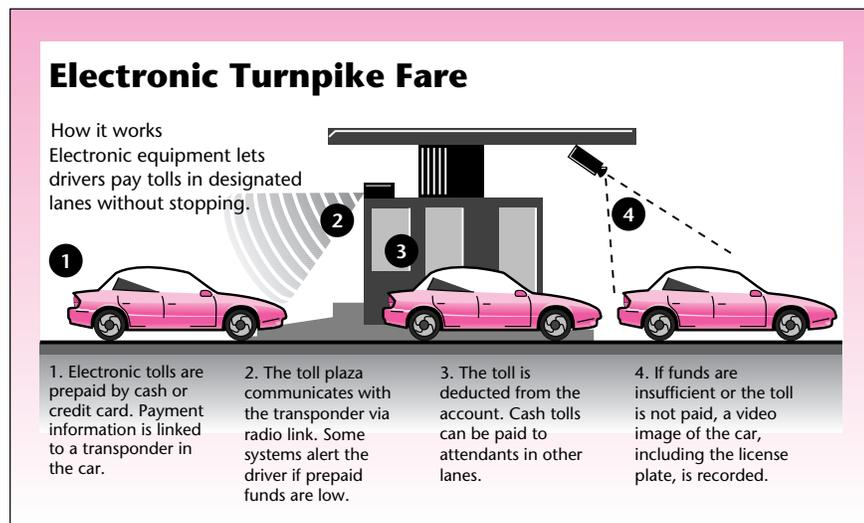 Electronic Turnpike Fare
How it works
Electronic equipment lets
drivers pay tolls in designated
lanes without stopping.
1
2
3
4
1. Electronic tolls are
prepaid by cash or
credit card. Payment
information is linked
to a transponder in
the car.
2. The toll plaza
communicates with
the transponder via
radio link. Some
systems alert the
driver if prepaid
funds are low.
3. The toll is
deducted from the
account. Cash tolls
can be paid to
attendants in other
lanes.
4. If funds are
insufficient or the toll
is not paid, a video
image of the car,
including the license
plate, is recorded.